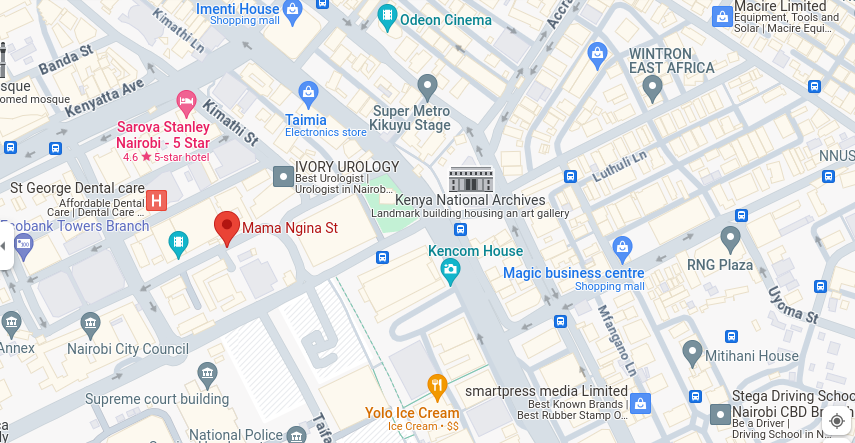 Imenti House
Shopping mall
Odeon Cinema
Macire Limited
Equipment, Tools and
Solar | Macire Equi...
Kimathi Ln
Banda St
WINTRON
EAST AFRICA
sque
oomed mosque
Kenyatta Ave
Kimathi St
Taimia
Electronics store
Super Metro
Kikuyu Stage
Sarova Stanley
Nairobi - 5 Star
4.6 ★ 5-star hotel
Luthuli Ln
NNUS
IVORY UROLOGY
Best Urologist |
Urologist in Nairob...
St George Dental care
Affordable Dental
Care | Dental Care ...
H
Kenya National Archives
Landmark building housing an art gallery
Ecobank Towers Branch
Mama Ngina St
Kencom House
Magic business centre
Shopping mall
RNG Plaza
Uyoma St
Mfangano Ln
Annex
Nairobi City Council
Mitihani House
Supreme court building
Yolo Ice Cream
Ice Cream • $$
smartpress media Limited
Best Known Brands |
Best Rubber Stamp O...
Stega Driving Schoo
Nairobi CBD Branch
Be a Driver |
Driving School in N...
Taifa
National Police
ca